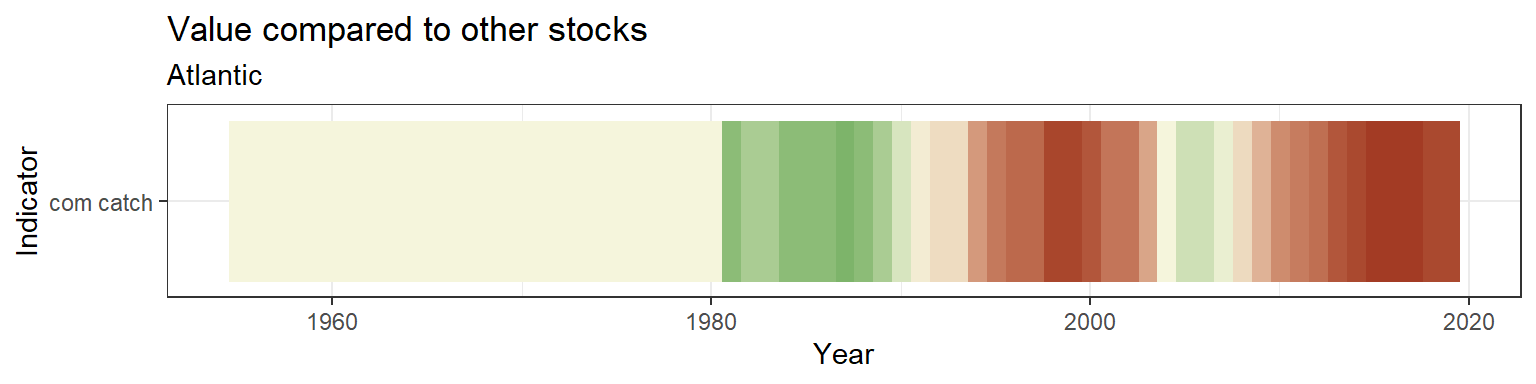 Value compared to other stocks
Atlantic
Indicator
com catch
1960 1980 2000 2020
Year